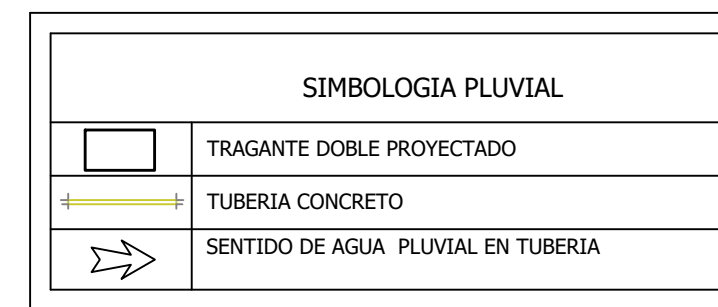 SIMBOLOGIA PLUVIAL
TRAGANTE DOBLE PROYECTADO
TUBERIA CONCRETO
SENTIDO DE AGUA PLUVIAL EN TUBERIA